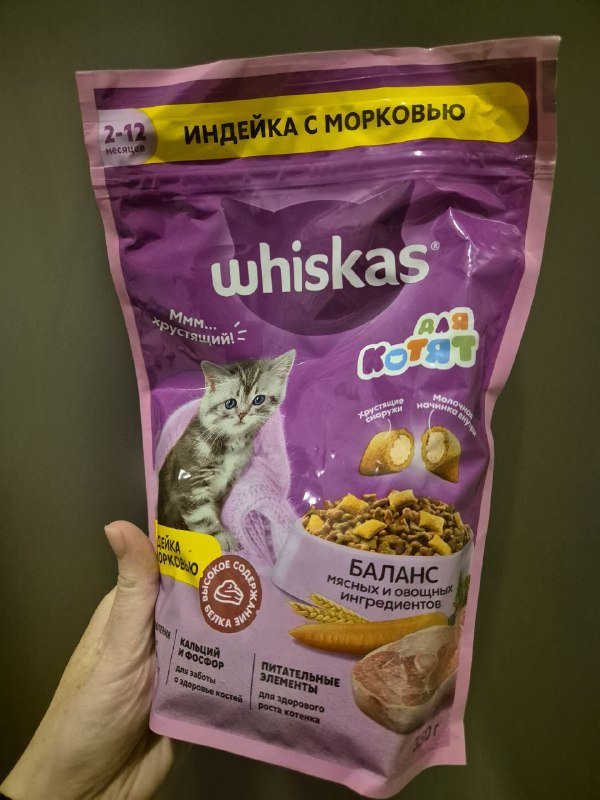 2-12
месяцев
ИНДЕЙКА С МОРКОВЬЮ
whiskas®
Ммм...
хрустящий!
ДЛЯ
КОТЯТ
Хрустящие
снаружи
Молочная
начинка внутри
БАЛАНС
МЯСНЫХ И ОВОЩНЫХ
ИНГРЕДИЕНТОВ
ВЫСОКОЕ СОДЕРЖАНИЕ
БЕЛКА
КАЛЬЦИЙ
И ФОСФОР
для заботы
о здоровье костей
ПИТАТЕЛЬНЫЕ
ЭЛЕМЕНТЫ
для здорового
роста котенка